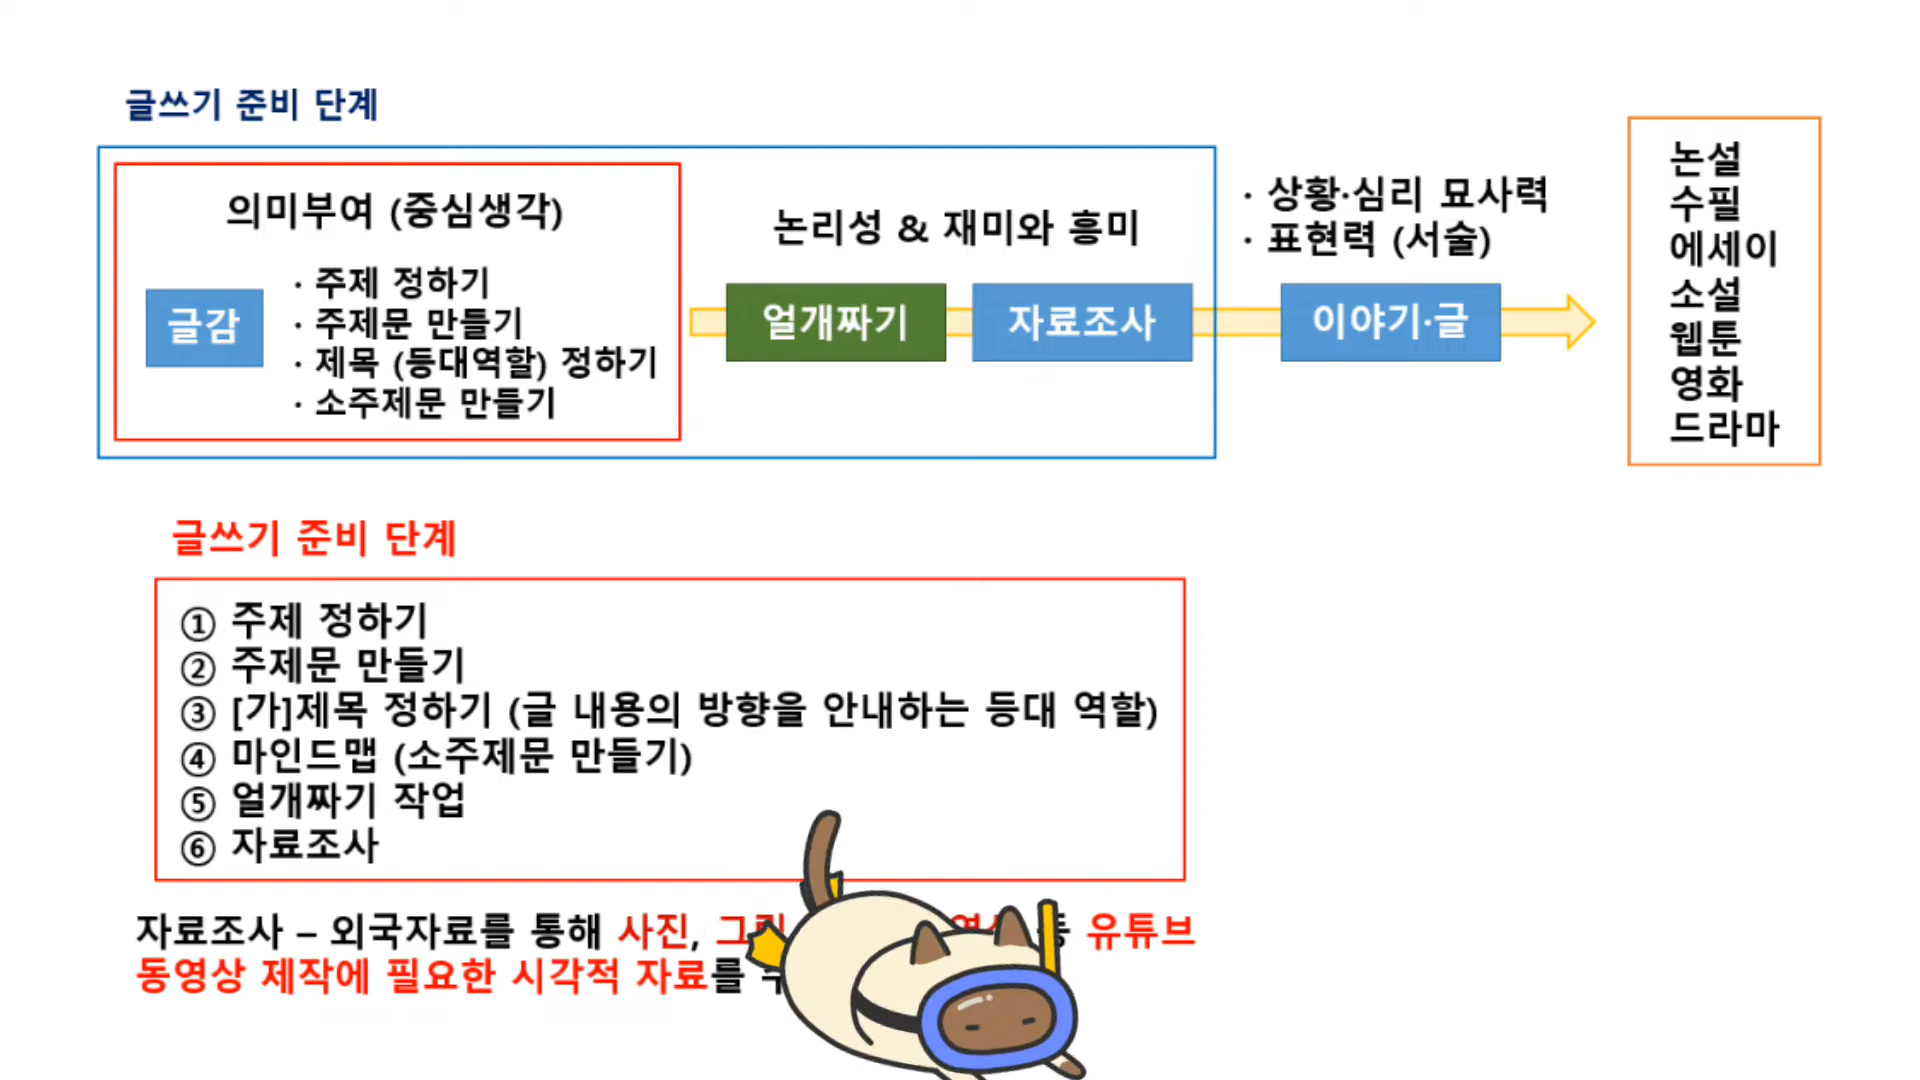 글쓰기 준비 단계
의미부여 (중심생각)
글감
· 주제 정하기
· 주제문 만들기
· 제목 (등대역할) 정하기
· 소주제문 만들기
논리성 & 재미와 흥미
얼개짜기
자료조사
· 상황·심리 묘사력
· 표현력 (서술)
이야기·글
논설
수필
에세이
소설
웹툰
영화
드라마
글쓰기 준비 단계
① 주제 정하기
② 주제문 만들기
③ [가]제목 정하기 (글 내용의 방향을 안내하는 등대 역할)
④ 마인드맵 (소주제문 만들기)
⑤ 얼개짜기 작업
⑥ 자료조사
자료조사 – 외국자료를 통해 사진, 유튜브
동영상 제작에 필요한 시각적 자료를